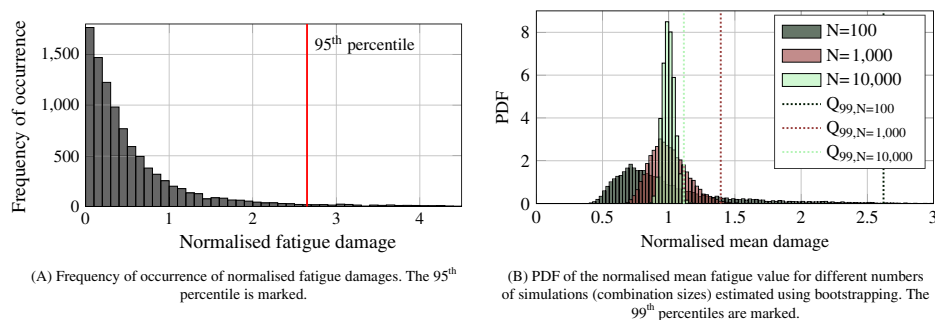 1,500
1,000
500
0
0
1
2
3
4
Frequency of occurrence
Normalised fatigue damage
95th percentile
(A) Frequency of occurrence of normalised fatigue damages. The 95th
percentile is marked.
8
6
4
2
0
0
0.5
1
1.5
2
2.5
3
PDF
Normalised mean damage
N=100
N=1,000
N=10,000
Q99,N=100
Q99,N=1,000
Q99,N=10,000
(B) PDF of the normalised mean fatigue value for different numbers
of simulations (combination sizes) estimated using bootstrapping. The
99th percentiles are marked.